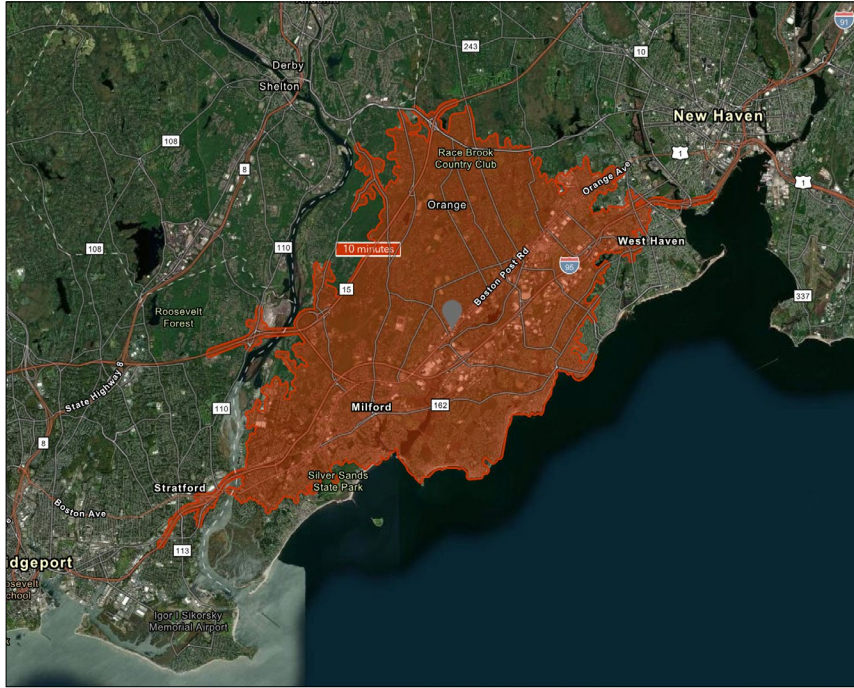 91
243
10
Derby
Shelton
New Haven
108
Race Brook
Country Club
1
8
Orange Ave
1
Orange
West Haven
108
110
10 minutes
95
Boston Post Rd
15
337
Roosevelt
Forest
State Highway 8
110
Milford
162
8
Silver Sands
State Park
Stratford
Boston Ave
113
dgeport
osevelt
chool
Igor I Sikorsky
Memorial Airport